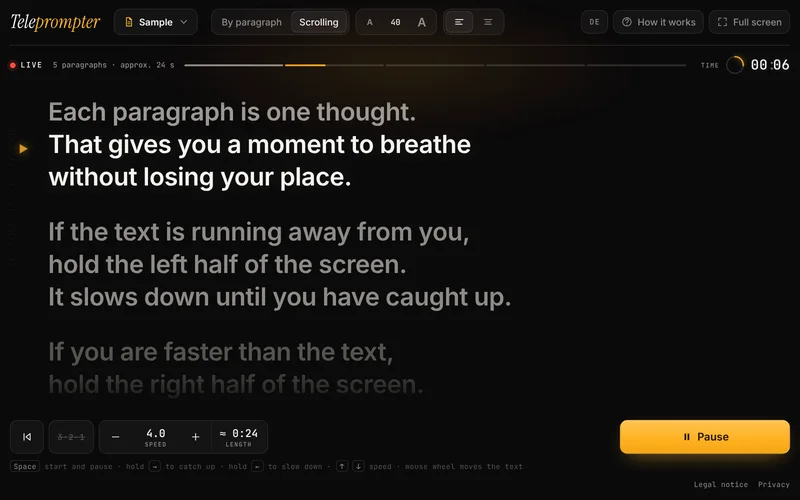 Teleprompter
Sample
By paragraph Scrolling
A 40 A
DE
How it works
Full screen
LIVE 5 paragraphs · approx. 24 s
TIME 00:06
Each paragraph is one thought.
That gives you a moment to breathe
without losing your place.
If the text is running away from you,
hold the left half of the screen.
It slows down until you have caught up.
If you are faster than the text,
hold the right half of the screen.
3-2-1
− 4.0 + ≈ 0:24
SPEED LENGTH
Pause
Space start and pause · hold → to catch up · hold ← to slow down · ↑ ↓ speed · mouse wheel moves the text
Legal notice Privacy